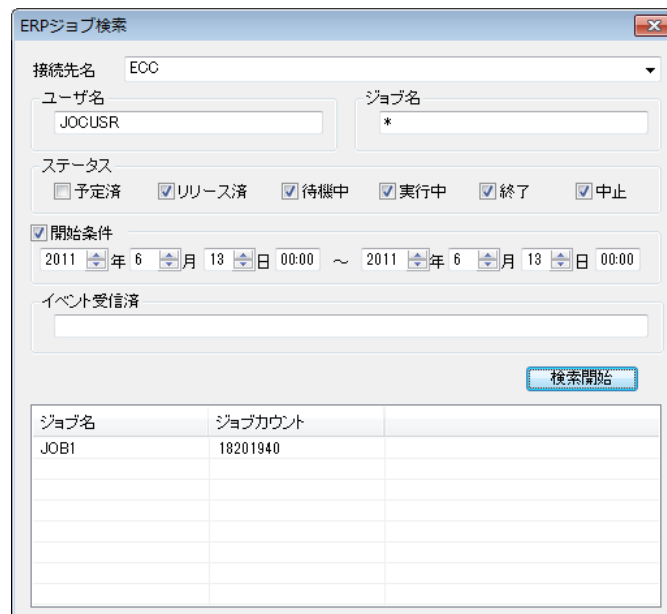 ERPジョブ検索
接続先名 ECC
ユーザ名 ジョブ名
JOCUSR *
ステータス
予定済 リリース済 待機中 実行中 終了 中止
開始条件
2011 年 6 月 13 日 00:00 ～ 2011 年 6 月 13 日 00:00
イベント受信済
検索開始
ジョブ名 ジョブカウント
JOB1 18201940